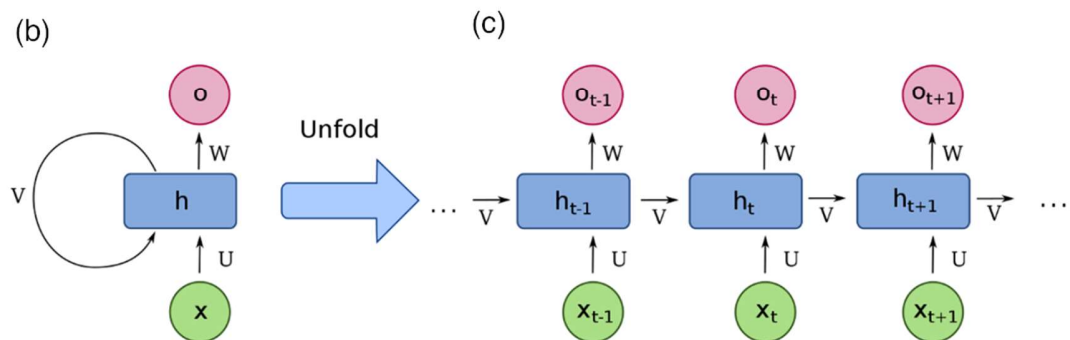 (b)
(c)
o
W
V
h
U
x
Unfold
... V
o_{t-1}
W
h_{t-1}
V
U
x_{t-1}
o_t
W
h_t
V
U
x_t
o_{t+1}
W
h_{t+1}
V
...
U
x_{t+1}